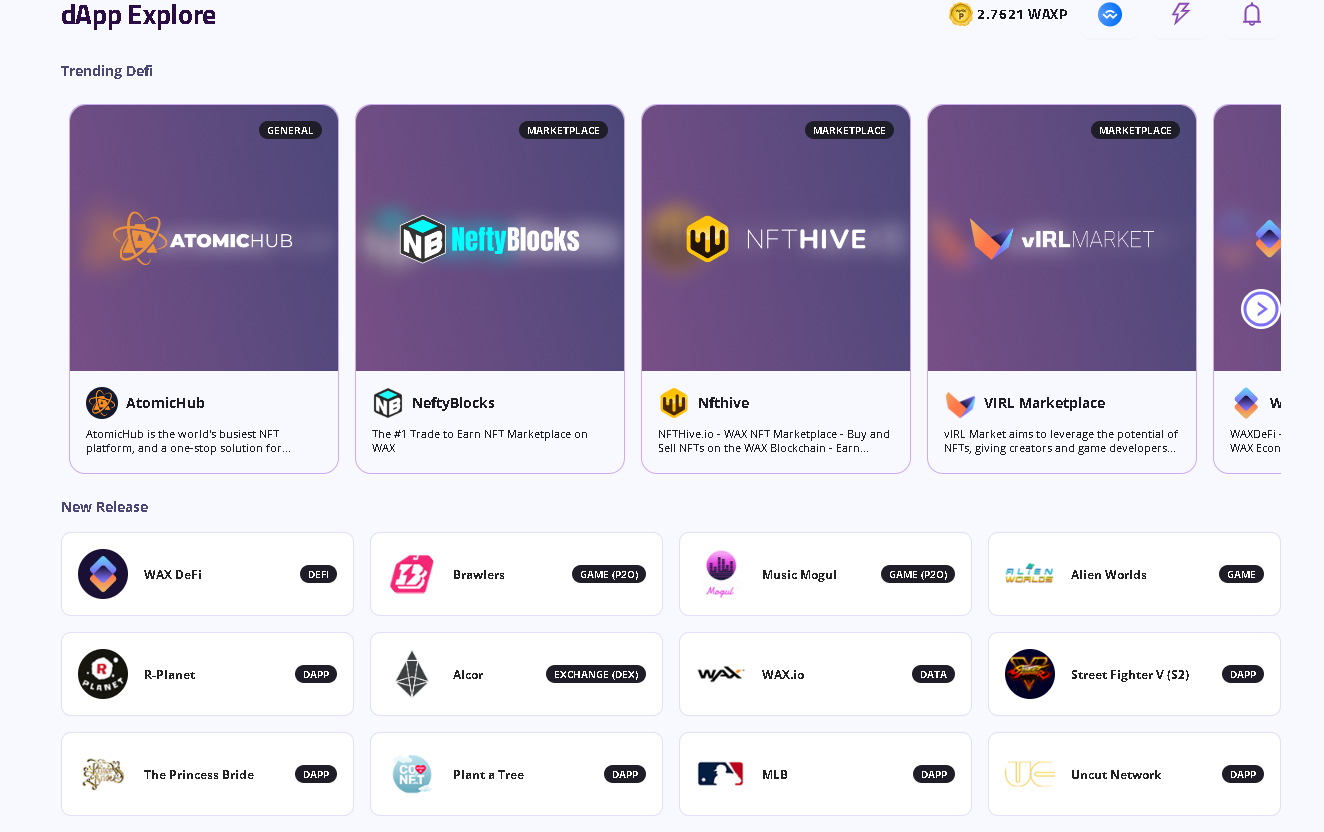 dApp Explore
2.7621 WAXP
Trending Defi
GENERAL
ATOMICHUB
AtomicHub
AtomicHub is the world's busiest NFT
platform, and a one-stop solution for...
MARKETPLACE
NB NeftyBlocks
NeftyBlocks
The #1 Trade to Earn NFT Marketplace on
WAX
MARKETPLACE
NFTHIVE
Nfthive
NFTHive.io - WAX NFT Marketplace - Buy and
Sell NFTs on the WAX Blockchain - Earn...
MARKETPLACE
vIRLMARKET
VIRL Marketplace
vIRL Market aims to leverage the potential of
NFTs, giving creators and game developers...
W
WAXDeFi -
WAX Econ
New Release
WAX DeFi
DEFI
Brawlers
GAME (P2O)
Mogul
Music Mogul
GAME (P2O)
ALIEN
WORLDS
Alien Worlds
GAME
R
PLANET
R-Planet
DAPP
Alcor
EXCHANGE (DEX)
WAX
WAX.io
DATA
STREET
V
Street Fighter V (S2)
DAPP
The Princess Bride
DAPP
CO
NFT
Plant a Tree
DAPP
MLB
DAPP
UE
Uncut Network
DAPP